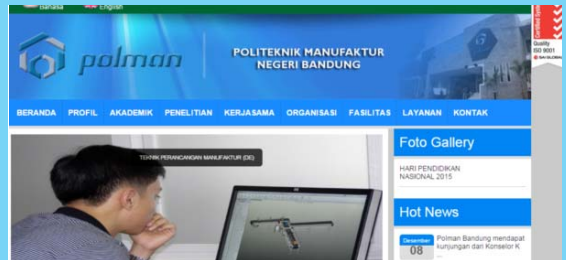 Bahasa English
polman
POLITEKNIK MANUFAKTUR
NEGERI BANDUNG
Quality
ISO 9001
BERANDA PROFIL AKADEMIK PENELITIAN KERJASAMA ORGANISASI FASILITAS LAYANAN KONTAK
TEKNIK PERANCANGAN MANUFAKTUR (DE)
Foto Gallery
HARI PENDIDIKAN
NASIONAL 2015
Hot News
Desember
08
Polman Bandung mendapat
kunjungan dari Konselor K
...